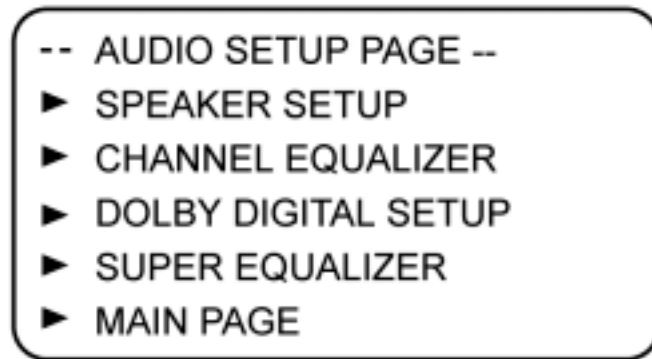 -- AUDIO SETUP PAGE --
► SPEAKER SETUP
► CHANNEL EQUALIZER
► DOLBY DIGITAL SETUP
► SUPER EQUALIZER
► MAIN PAGE